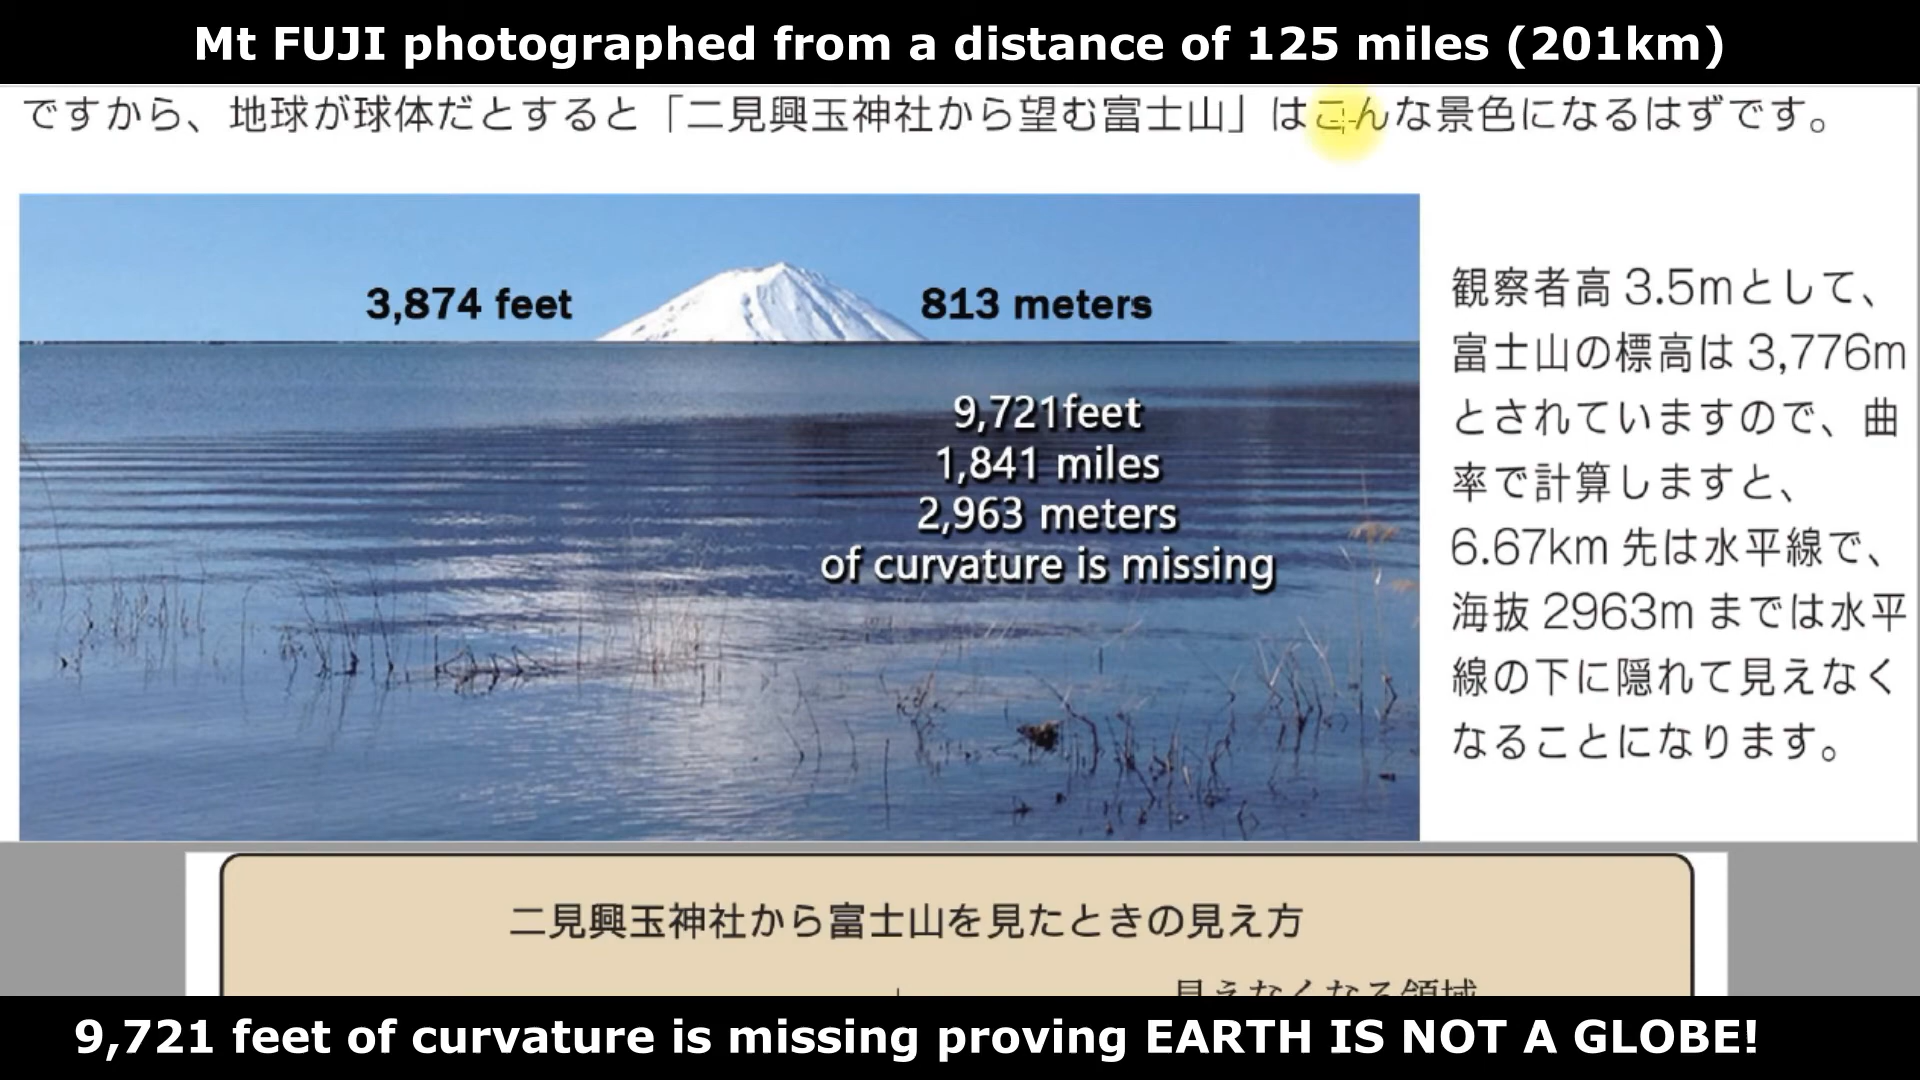 Mt FUJI photographed from a distance of 125 miles (201km)
ですから、地球が球体だとすると「二見興玉神社から望む富士山」はこんな景色になるはずです。
3,874 feet
813 meters
9,721feet
1,841 miles
2,963 meters
of curvature is missing
観察者高 3.5mとして、
富士山の標高は 3,776m
とされていますので、曲
率で計算しますと、
6.67km 先は水平線で、
海抜 2963m までは水平
線の下に隠れて見えなく
なることになります。
二見興玉神社から富士山を見たときの見え方
見えなくなる領域
9,721 feet of curvature is missing proving EARTH IS NOT A GLOBE!